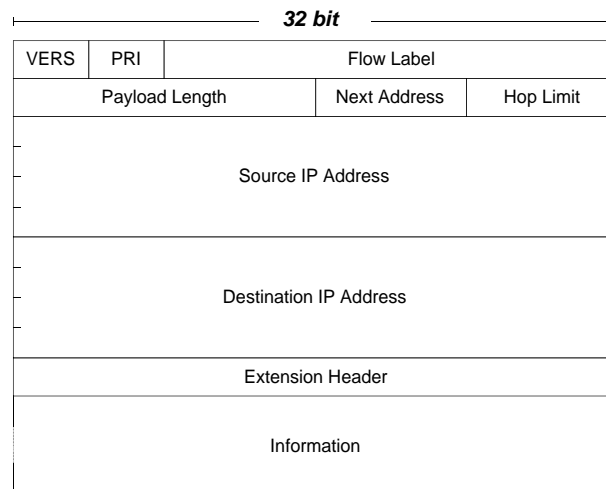 32 bit
VERS PRI Flow Label
Payload Length Next Address Hop Limit
Source IP Address
Destination IP Address
Extension Header
Information